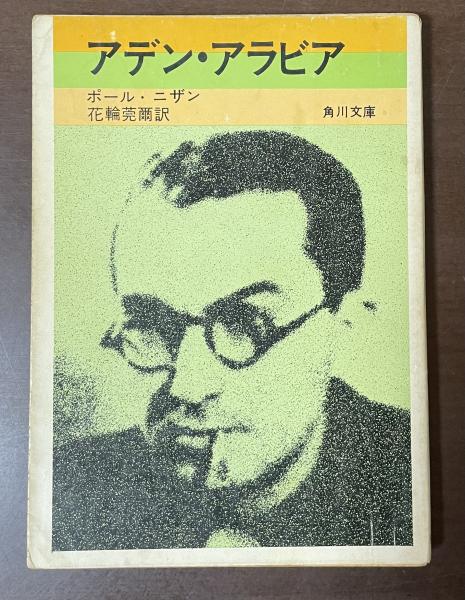 アデン・アラビア
ポール・ニザン
花輪莞爾訳
角川文庫